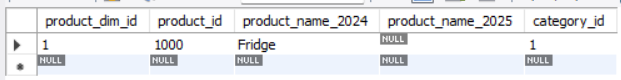 product_dim_id product_id product_name_2024 product_name_2025 category_id
1 1000 Fridge NULL 1
NULL NULL NULL NULL NULL